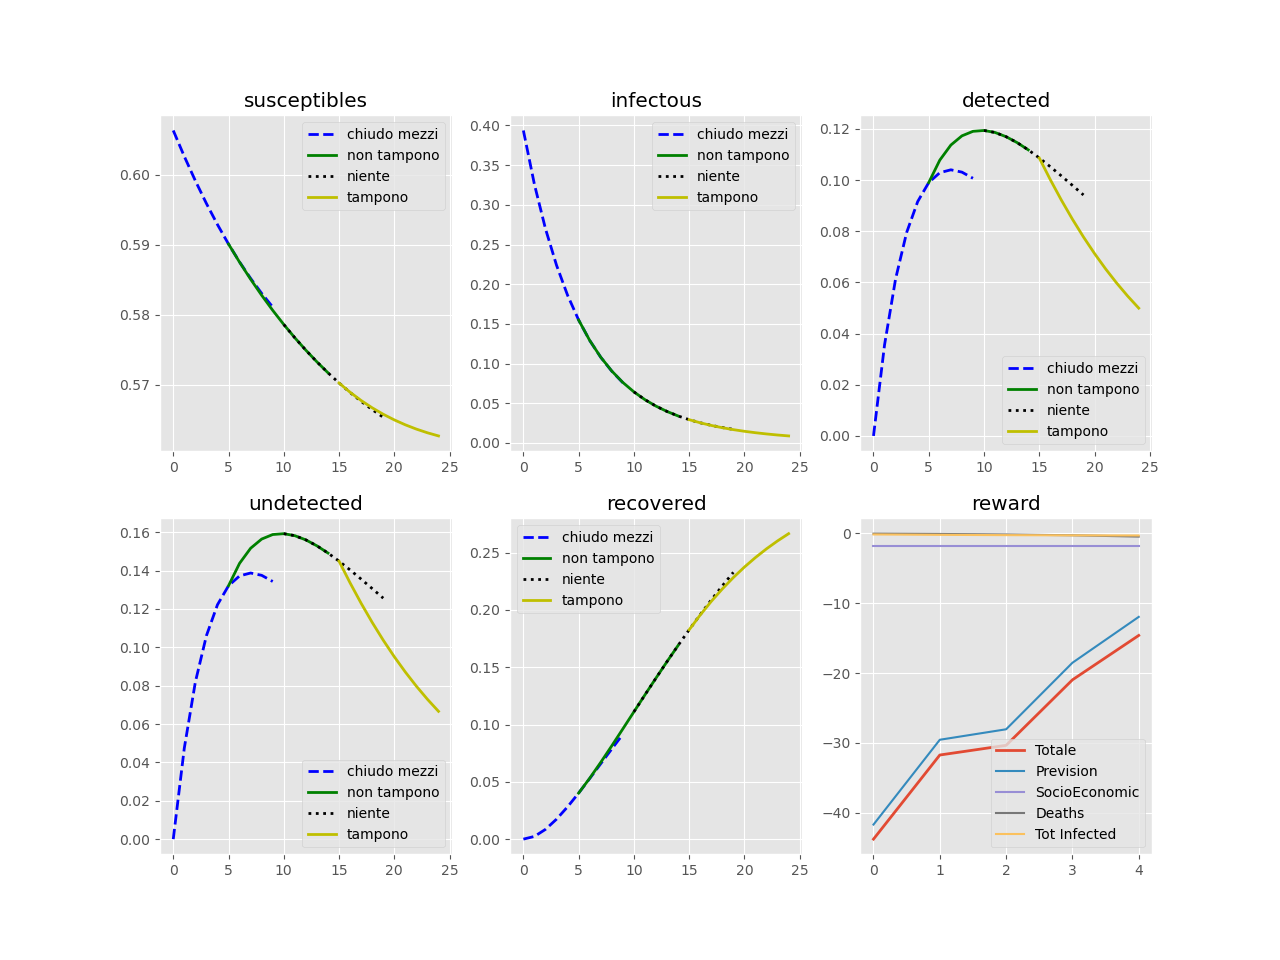 susceptibles
0.60
0.59
0.58
0.57
0 5 10 15 20 25
chiudo mezzi
non tampono
niente
tampono
infectous
0.40
0.35
0.30
0.25
0.20
0.15
0.10
0.05
0.00
0 5 10 15 20 25
chiudo mezzi
non tampono
niente
tampono
detected
0.12
0.10
0.08
0.06
0.04
0.02
0.00
0 5 10 15 20 25
chiudo mezzi
non tampono
niente
tampono
undetected
0.16
0.14
0.12
0.10
0.08
0.06
0.04
0.02
0.00
0 5 10 15 20 25
chiudo mezzi
non tampono
niente
tampono
recovered
0.25
0.20
0.15
0.10
0.05
0.00
0 5 10 15 20 25
chiudo mezzi
non tampono
niente
tampono
reward
0
−10
−20
−30
−40
0 1 2 3 4
Totale
Prevision
SocioEconomic
Deaths
Tot Infected